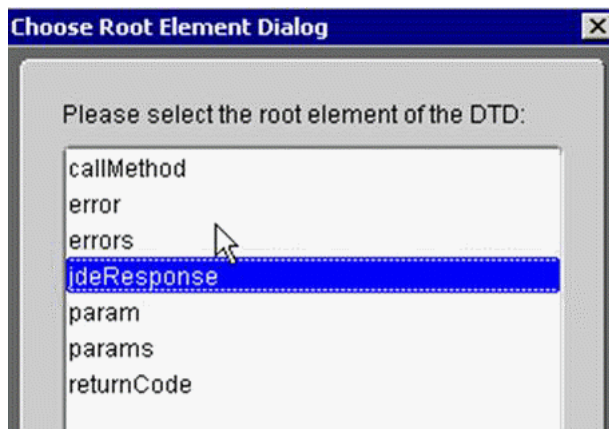 Choose Root Element Dialog
Please select the root element of the DTD:
callMethod
error
errors
jdeResponse
param
params
returnCode